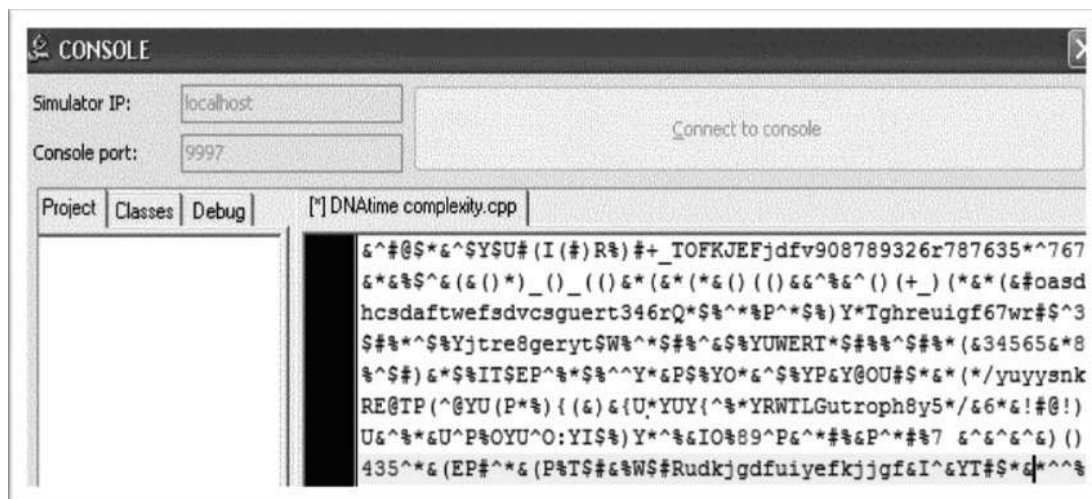 CONSOLE
Simulator IP: localhost
Connect to console
Console port: 9997
Project Classes Debug [*] DNAtime complexity.cpp
&^#@$*&^$Y$U#(I(#)R%)#+_TOFKJEFjdfv908789326r787635*^767
&*&%$^&(&()*)_()_(()&*(&*(*&()(()&&^%&^()(+_)(*&*(&#oasd
hcsdaftwefsdvcsguert346rQ*$%^*%P^*$%)Y*Tghreuigf67wr#$^3
$#%*^$%Yjtre8geryt$W%^*$#%^&$%YUWERT*$#%%^$#%*(&34565&*8
%^$#)&*$%IT$EP^%*$%^^Y*&P$%YO*&^$%YP&Y@OU#$*&*(*/yuyysnk
RE@TP(^@YU(P*%){(&)&{U*YUY{^%*YRWTLGutroph8y5*/&6*&!#@!)
U&^%*&U^P%OYU^O:YI$%)Y*^%&IO%89^P&^*#%&P^*#%7 &^&^&^&)()
435^*&(EP#^*&(P%T$#&%W$#Rudkjgdfuiyefkjjgf&I^&YT#$*&*^^%